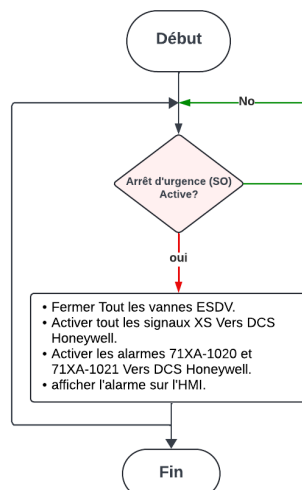 Début
No
Arrêt d'urgence (SO)
Active?
oui
• Fermer Tout les vannes ESDV.
• Activer tout les signaux XS Vers DCS
Honeywell.
• Activer les alarmes 71XA-1020 et
71XA-1021 Vers DCS Honeywell.
• afficher l'alarme sur l'HMI.
Fin